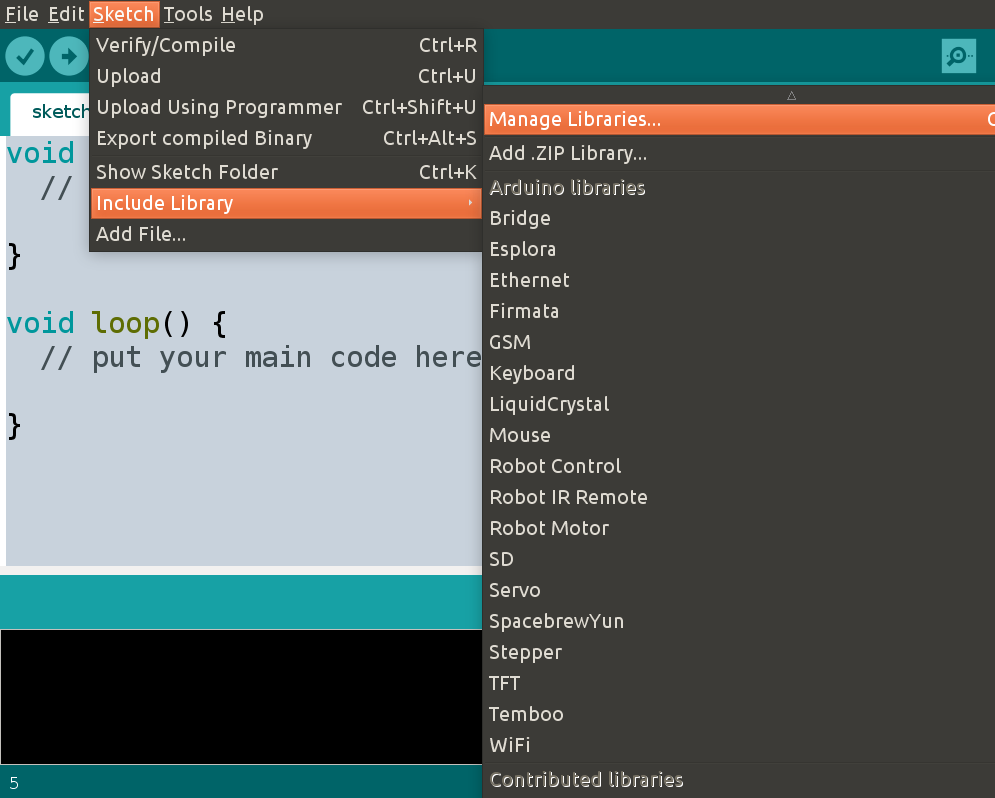 File Edit Sketch Tools Help
Verify/Compile Ctrl+R
Upload Ctrl+U
Upload Using Programmer Ctrl+Shift+U
Export compiled Binary Ctrl+Alt+S
Show Sketch Folder Ctrl+K
Include Library
Add File...
Manage Libraries...
Add .ZIP Library...
Arduino libraries
Bridge
Esplora
Ethernet
Firmata
GSM
Keyboard
LiquidCrystal
Mouse
Robot Control
Robot IR Remote
Robot Motor
SD
Servo
SpacebrewYun
Stepper
TFT
Temboo
WiFi
Contributed libraries
sketch
void
//
}
void loop() {
// put your main code here
}
5